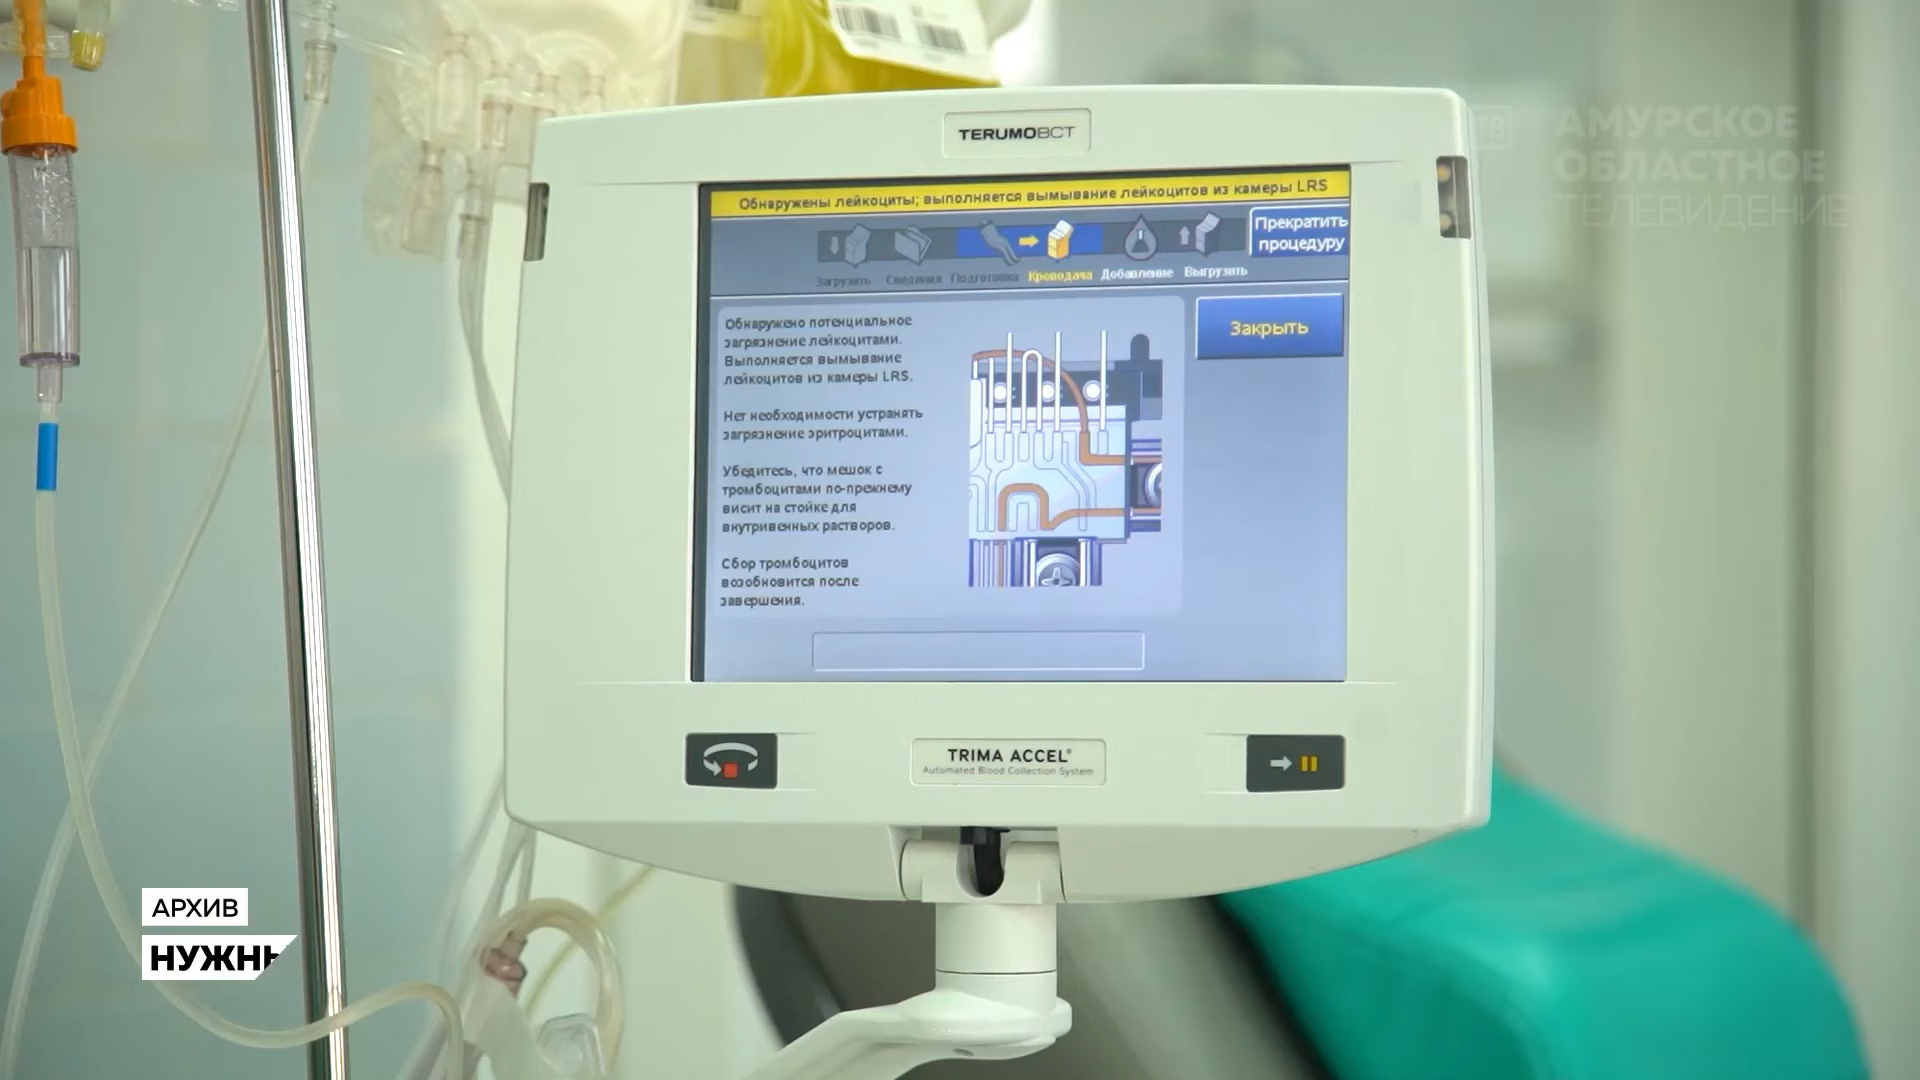 TERUMOBCT
АМУРСКОЕ
ОБЛАСТНОЕ
ТЕЛЕВИДЕНИЕ
Обнаружены лейкоциты; выполняется вымывание лейкоцитов из камеры LRS
Прекратить
процедуру
Загрузить Сведения Подготовка Кроводача Добавление Выгрузить
Обнаружено потенциальное
загрязнение лейкоцитами.
Выполняется вымывание
лейкоцитов из камеры LRS.
Нет необходимости устранять
загрязнение эритроцитами.
Убедитесь, что мешок с
тромбоцитами по-прежнему
висит на стойке для
внутривенных растворов.
Сбор тромбоцитов
возобновится после
завершения.
Закрыть
TRIMA ACCEL®
Automated Blood Collection System
АРХИВ
НУЖН